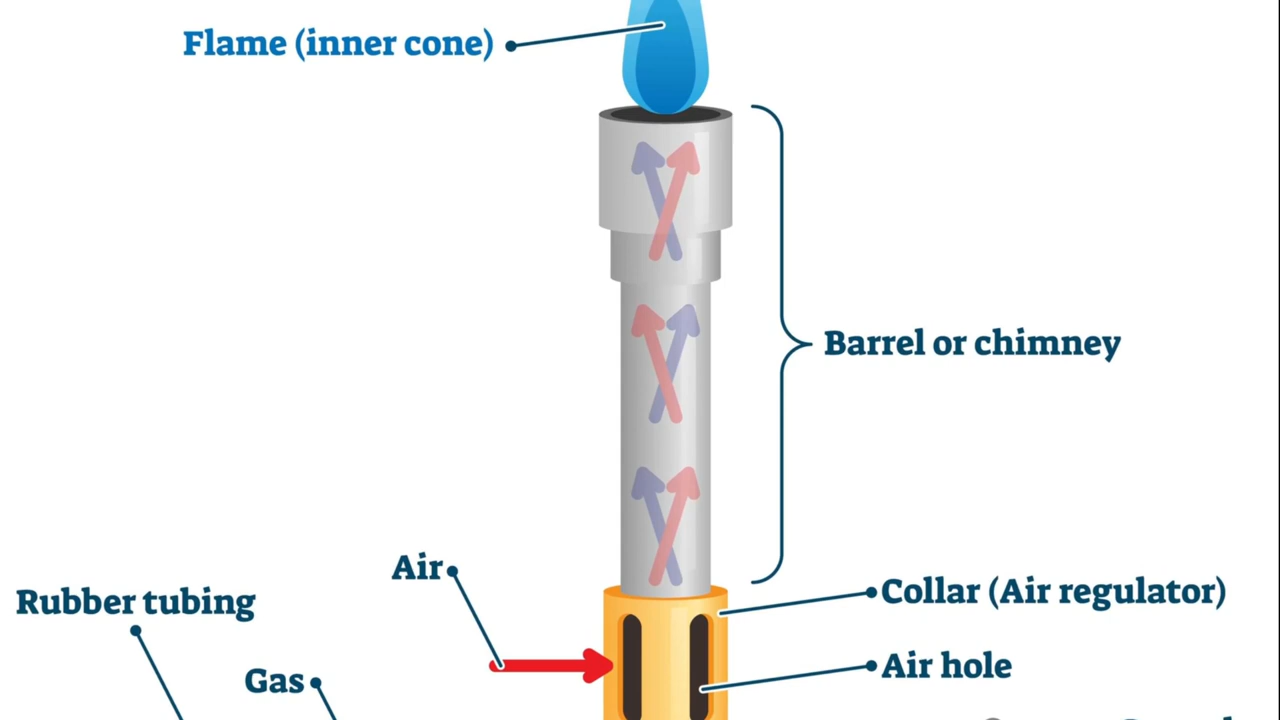 Flame (inner cone)
Barrel or chimney
Air
Collar (Air regulator)
Rubber tubing
Air hole
Gas